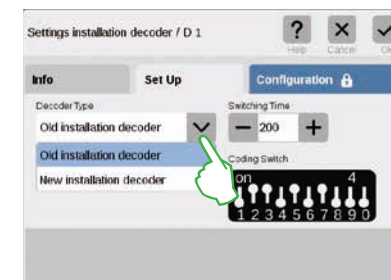 Settings installation decoder / D 1
Help
Cancel
Info
Set Up
Configuration
Decoder Type
Switching Time
Old installation decoder
200
Old installation decoder
New installation decoder
Coding Switch
on 4
1 2 3 4 5 6 7 8 9 0